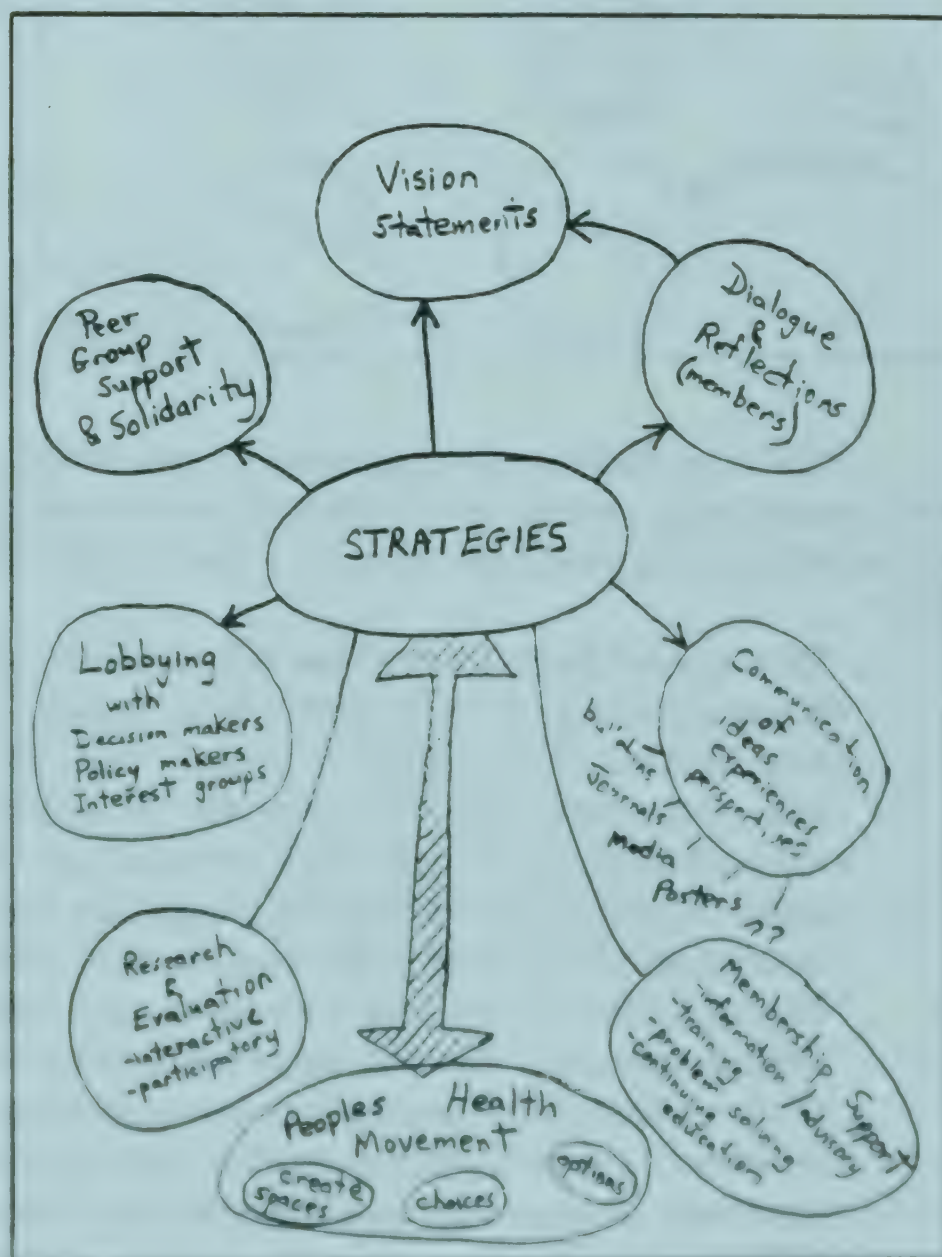 Vision
Statements
Peer
Group
Support
& Solidarity
Dialogue
&
Reflections
(members)
STRATEGIES
Lobbying
with
Decision makers
Policy makers
Interest groups
Communication
of
ideas
experiences
perspectives
Journals
Media
Posters
??
Research
&
Evaluation
-interactive
-participatory
Membership Support
-information/advisory
-training
-problem solving
-continuing
education
Peoples Health
Movement
create
spaces
choices
options